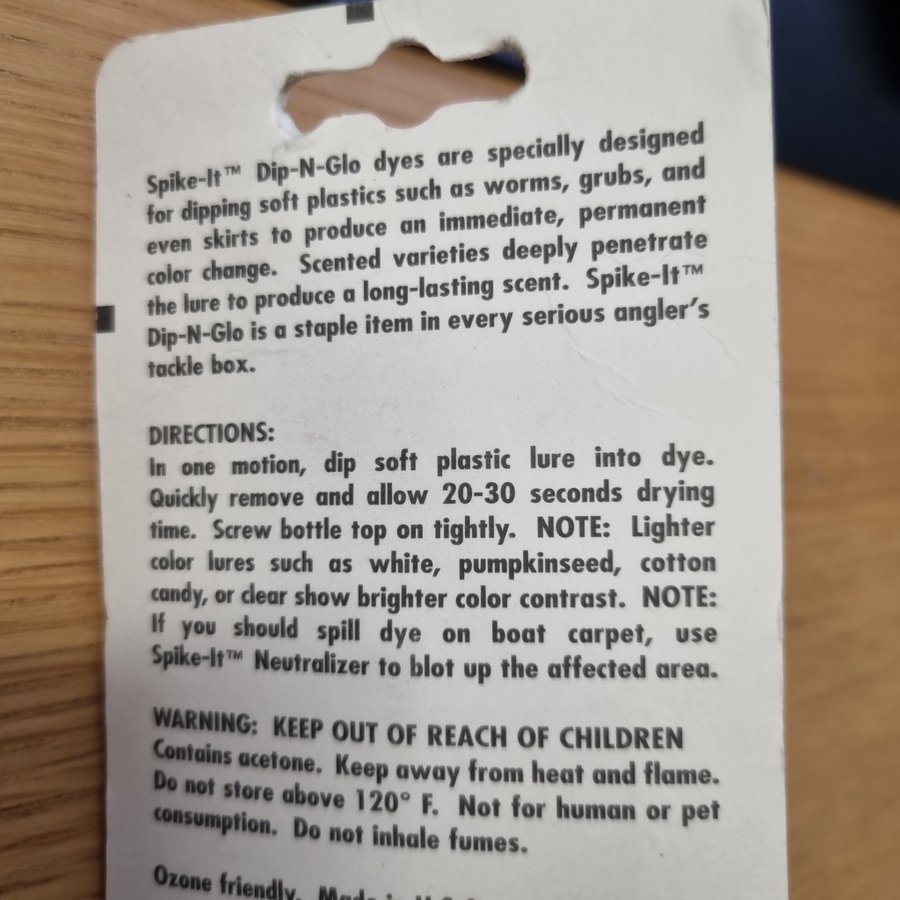 Spike-It™ Dip-N-Glo dyes are specially designed
for dipping soft plastics such as worms, grubs, and
even skirts to produce an immediate, permanent
color change. Scented varieties deeply penetrate
the lure to produce a long-lasting scent. Spike-It™
Dip-N-Glo is a staple item in every serious angler's
tackle box.
DIRECTIONS:
In one motion, dip soft plastic lure into dye.
Quickly remove and allow 20-30 seconds drying
time. Screw bottle top on tightly. NOTE: Lighter
color lures such as white, pumpkinseed, cotton
candy, or clear show brighter color contrast. NOTE:
If you should spill dye on boat carpet, use
Spike-It™ Neutralizer to blot up the affected area.
WARNING: KEEP OUT OF REACH OF CHILDREN
Contains acetone. Keep away from heat and flame.
Do not store above 120° F. Not for human or pet
consumption. Do not inhale fumes.
Ozone friendly. Made in